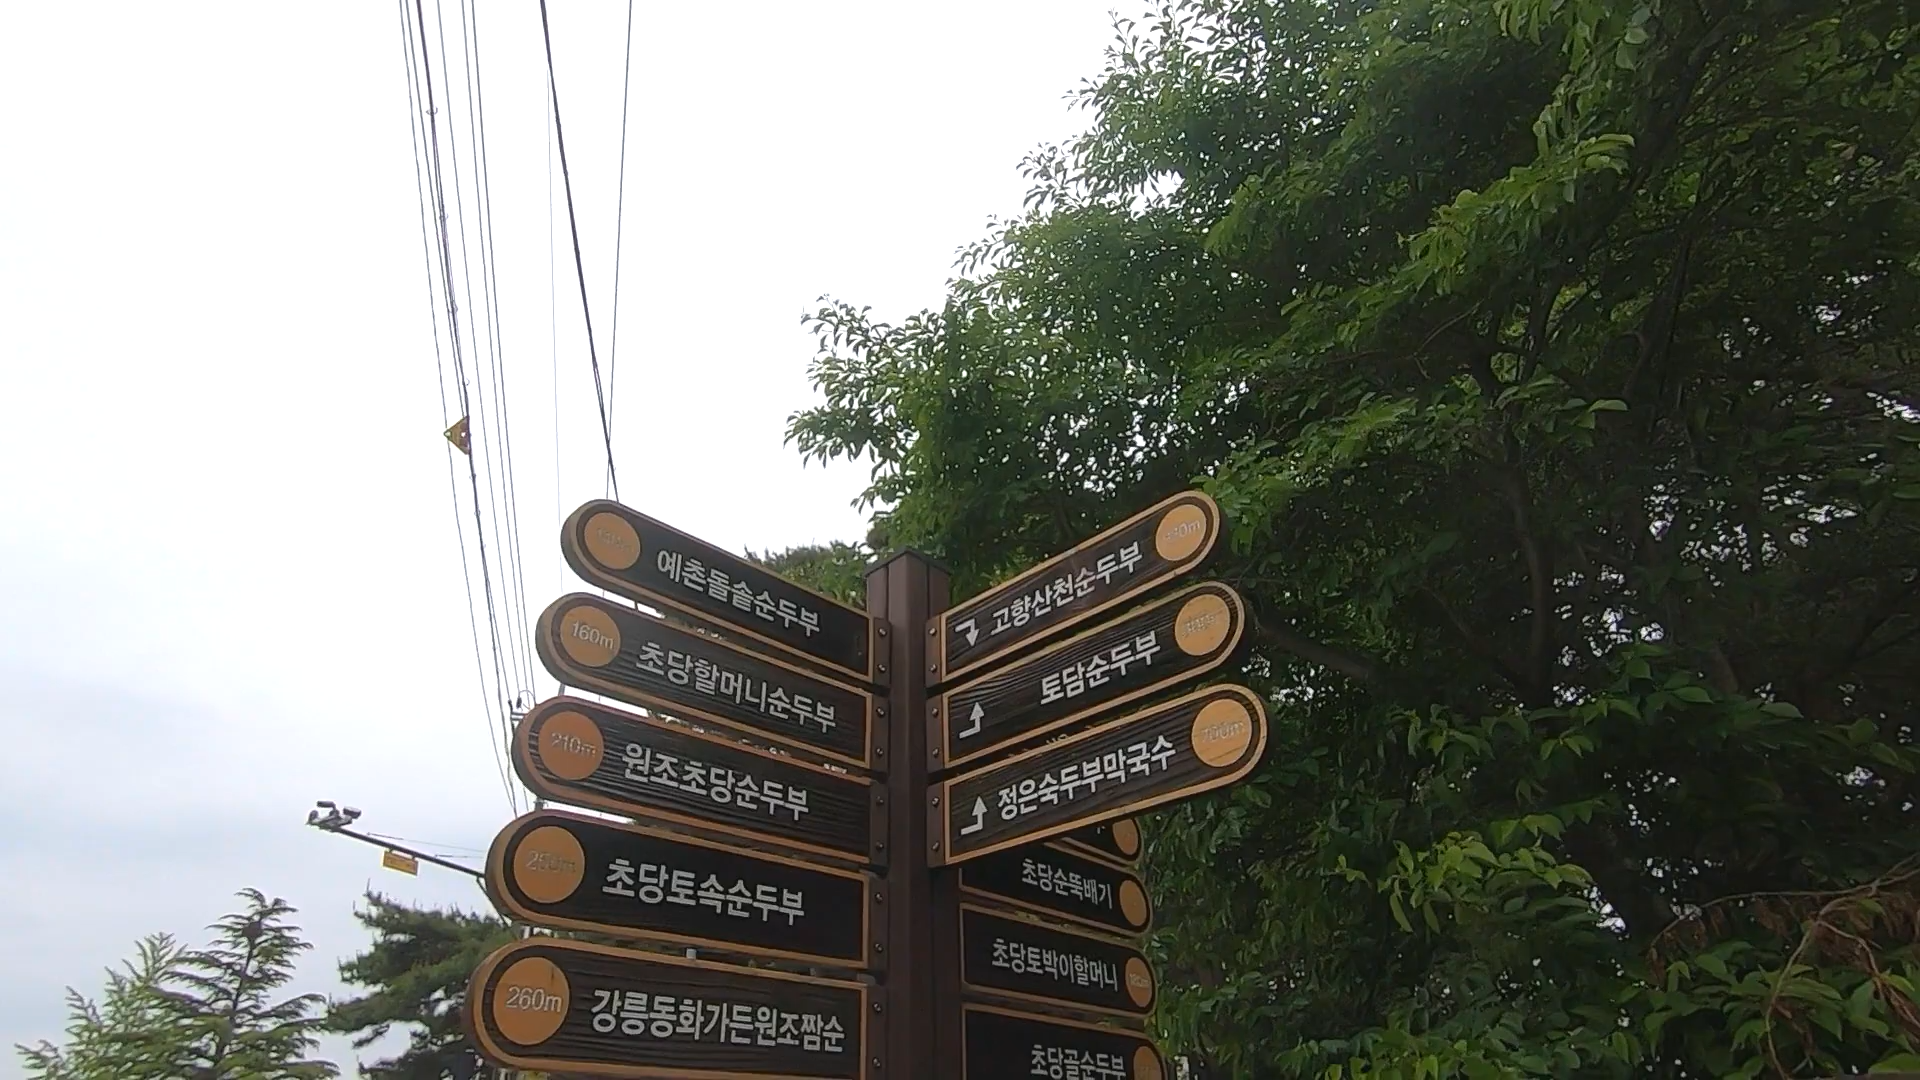 예촌돌솥순두부
160m 초당할머니순두부
210m 원조초당순두부
초당토속순두부
260m 강릉동화가든원조짬순
고향산천순두부
토담순두부
정은숙두부막국수 700m
초당순뚝배기
초당토박이할머니
초당골순두부